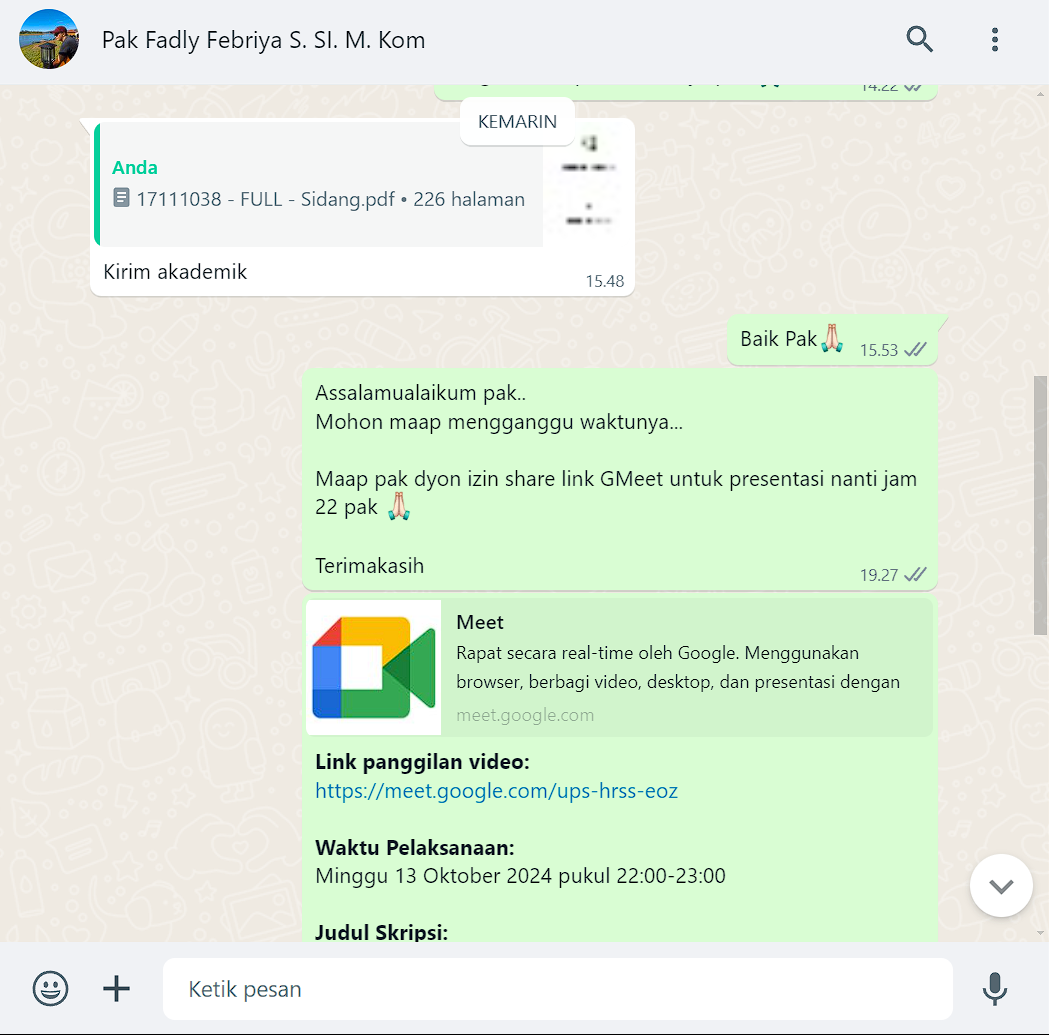 Pak Fadly Febriya S. SI. M. Kom
14.22
KEMARIN
Anda
17111038 - FULL - Sidang.pdf • 226 halaman
Kirim akademik
15.48
Baik Pak🙏🏻
15.53
Assalamualaikum pak..
Mohon maap mengganggu waktunya...
Maap pak dyon izin share link GMeet untuk presentasi nanti jam
22 pak 🙏🏻
Terimakasih
19.27
Meet
Rapat secara real-time oleh Google. Menggunakan
browser, berbagi video, desktop, dan presentasi dengan
meet.google.com
Link panggilan video:
https://meet.google.com/ups-hrss-eoz
Waktu Pelaksanaan:
Minggu 13 Oktober 2024 pukul 22:00-23:00
Judul Skripsi:
Ketik pesan